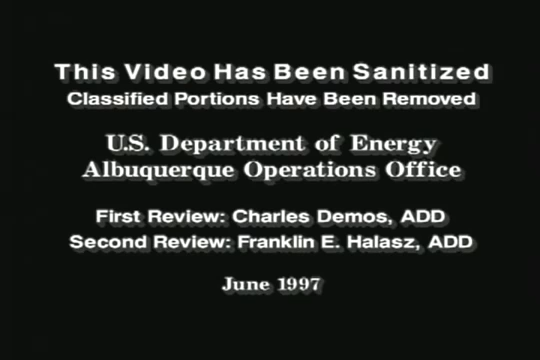 This Video Has Been Sanitized
Classified Portions Have Been Removed
U.S. Department of Energy
Albuquerque Operations Office
First Review: Charles Demos, ADD
Second Review: Franklin E. Halasz, ADD
June 1997